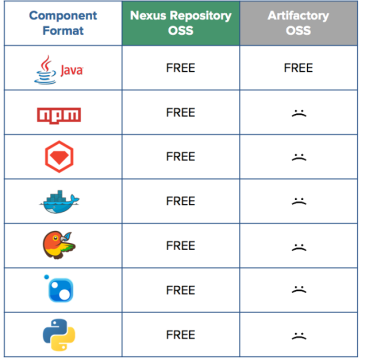 Component Format
Nexus Repository OSS
Artifactory OSS
Java FREE FREE
npm FREE :(
FREE :(
FREE :(
FREE :(
FREE :(
FREE :(